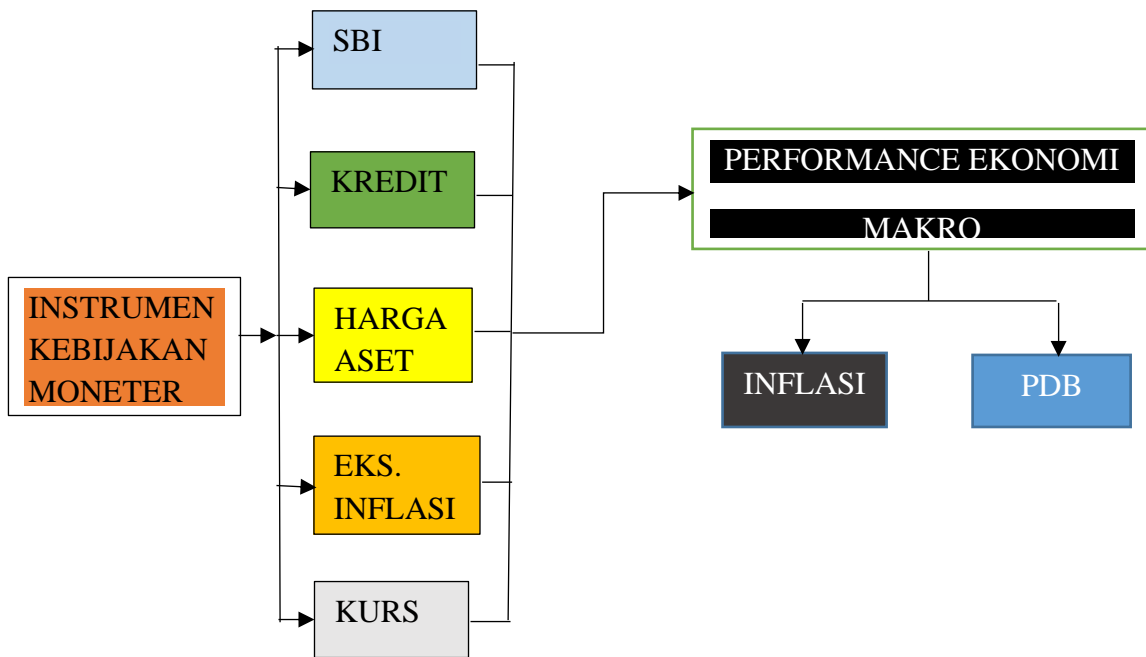 SBI
KREDIT
INSTRUMEN
KEBIJAKAN
MONETER
HARGA
ASET
EKS.
INFLASI
KURS
PERFORMANCE EKONOMI
MAKRO
INFLASI
PDB